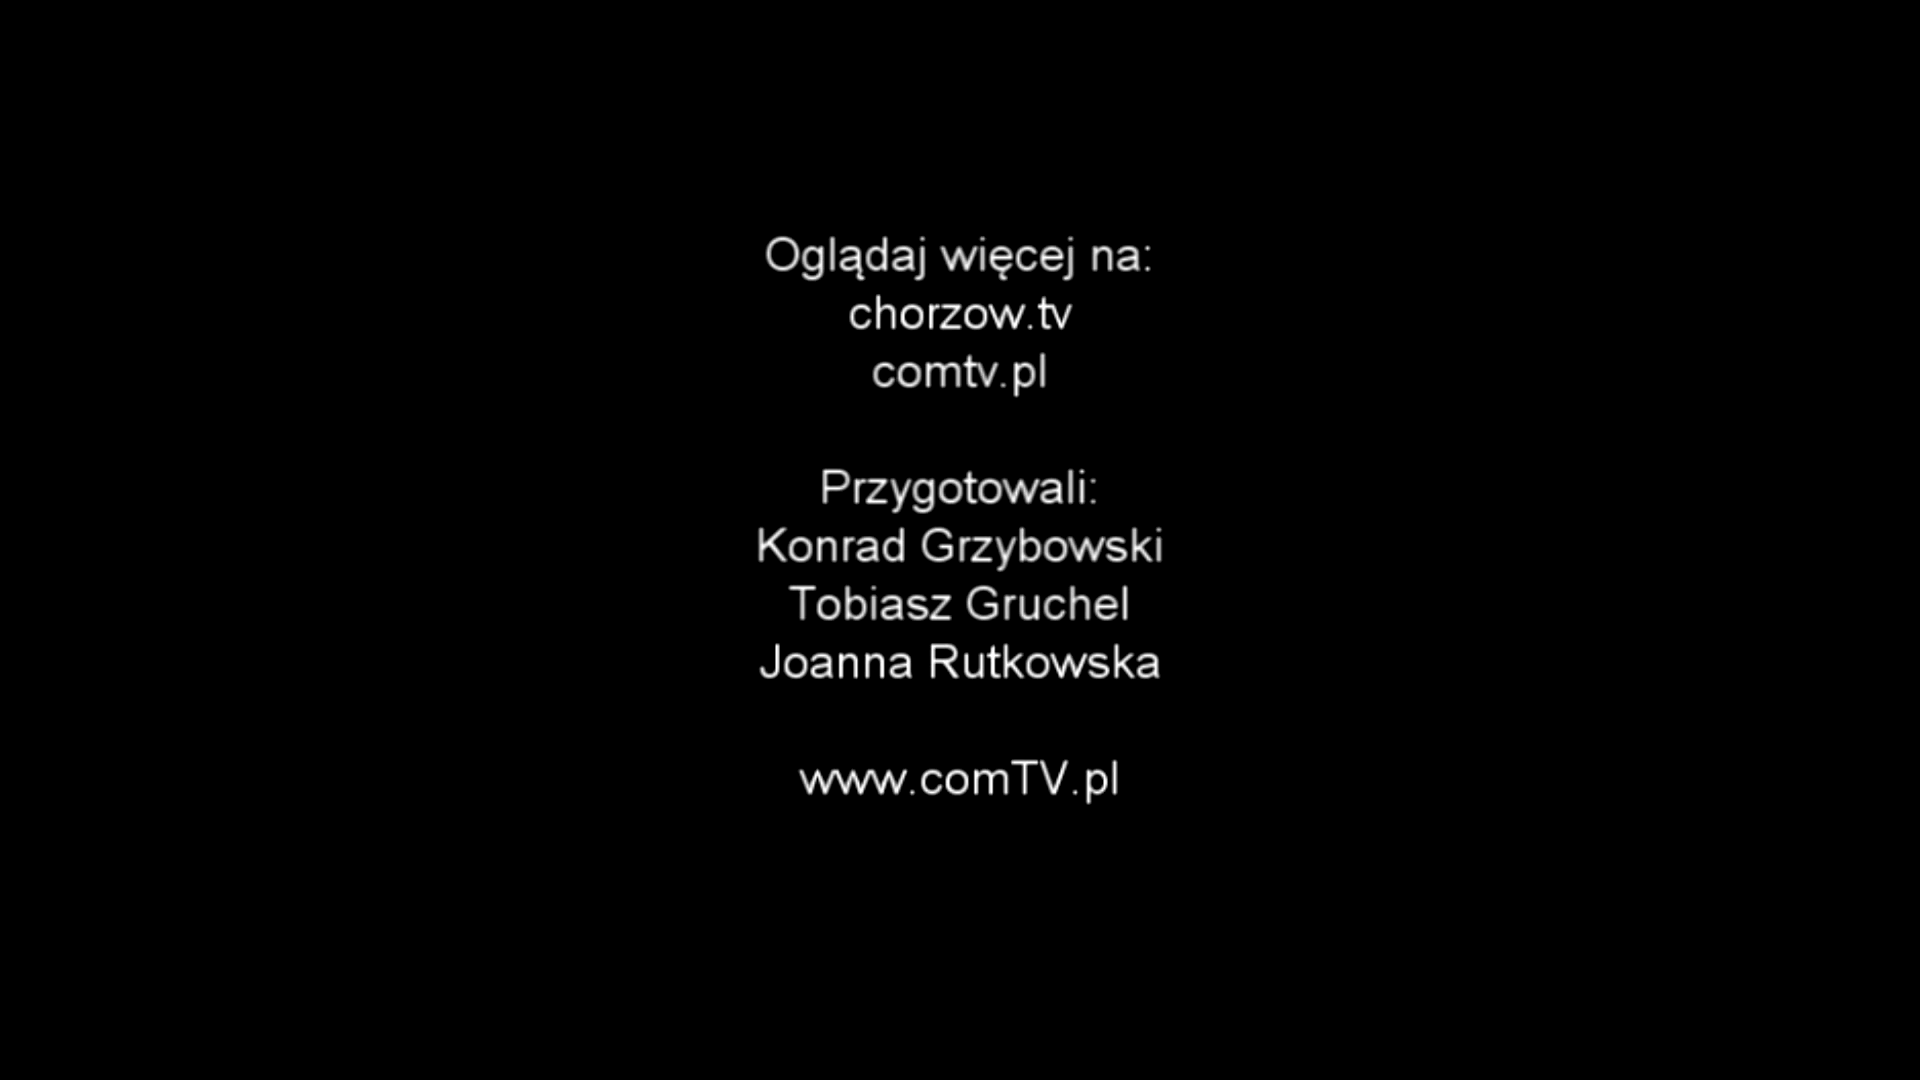 Oglądaj więcej na:
chorzow.tv
comtv.pl
Przygotowali:
Konrad Grzybowski
Tobiasz Gruchel
Joanna Rutkowska
www.comTV.pl